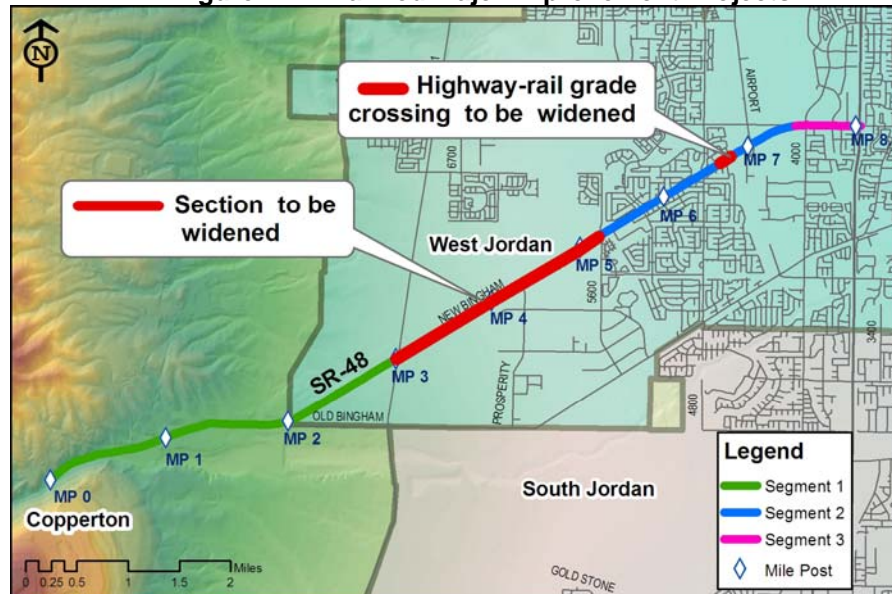 N
Highway-rail grade
crossing to be widened
AIRPORT
6700
4000
MP 8
MP 7
Section to be
widened
MP 6
West Jordan
MP 5
3400
NEW BINGHAM
5600
MP 4
SR-48
MP 3
PROSPERITY
4800
OLD BINGHAM
MP 2
MP 1
Legend
Segment 1
Segment 2
Segment 3
Mile Post
MP 0
South Jordan
Copperton
Miles
0 0.25 0.5 1 1.5 2
GOLD STONE